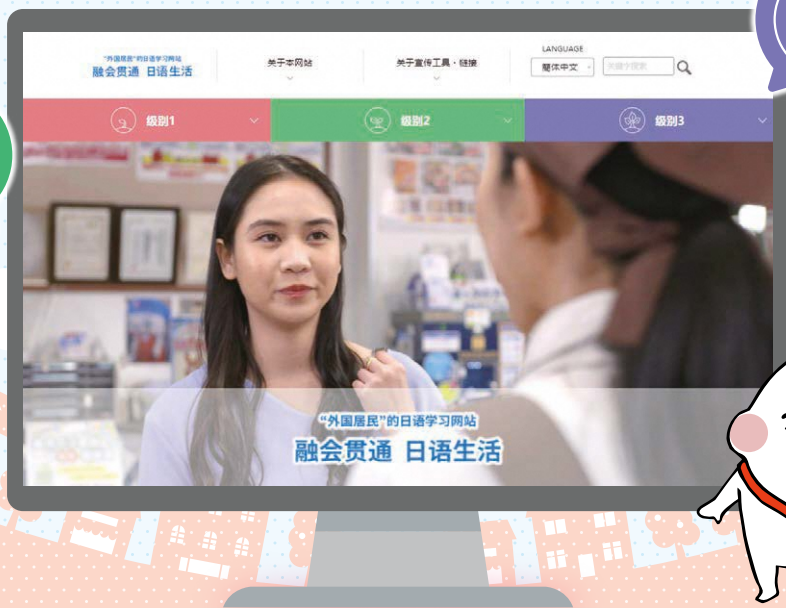 “外国居民”的日语学习网站
融会贯通 日语生活
关于本网站
关于宣传工具・链接
LANGUAGE
簡体中文
级别1
级别2
级别3
“外国居民”的日语学习网站
融会贯通 日语生活